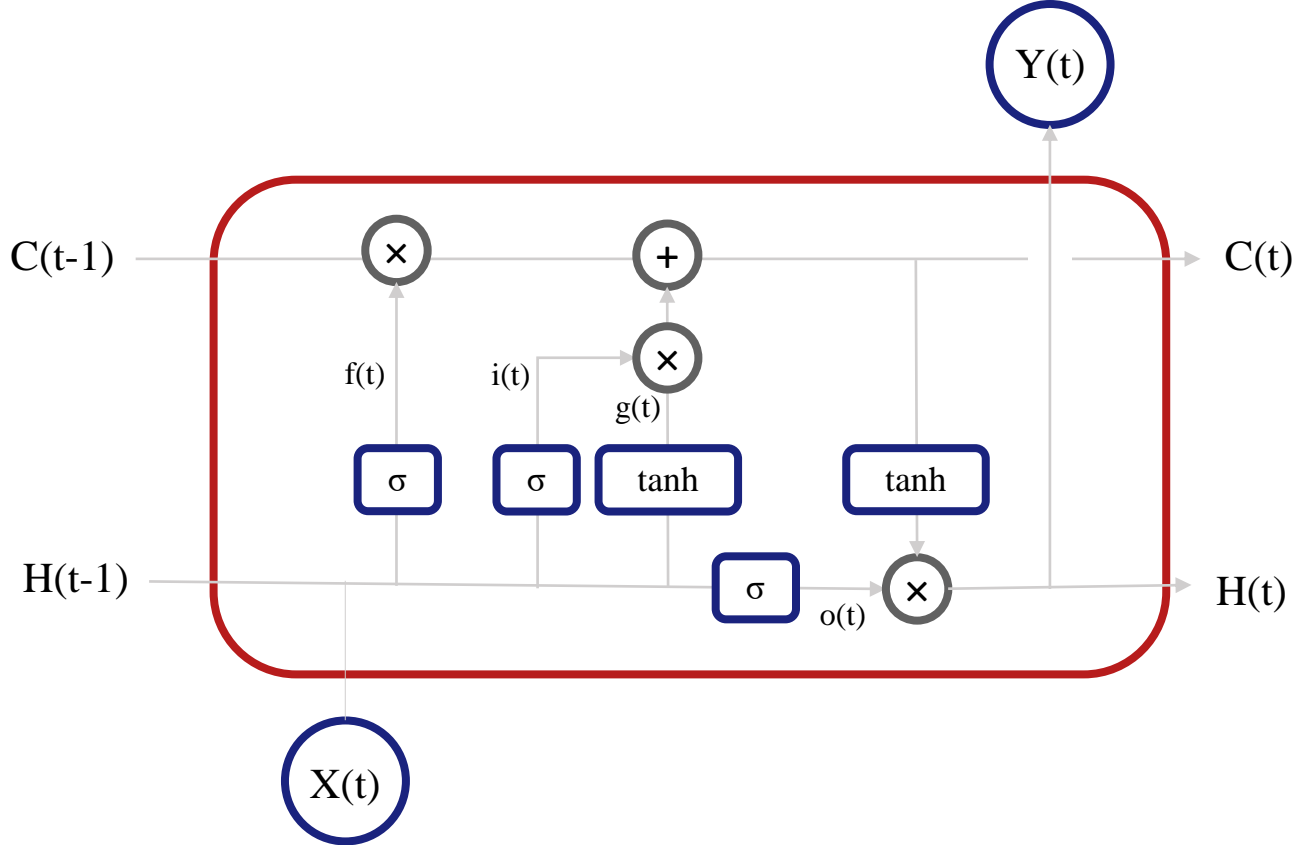 Y(t)
C(t-1)
×
+
C(t)
×
f(t)
i(t)
g(t)
σ
σ
tanh
tanh
H(t-1)
σ
o(t)
×
H(t)
X(t)